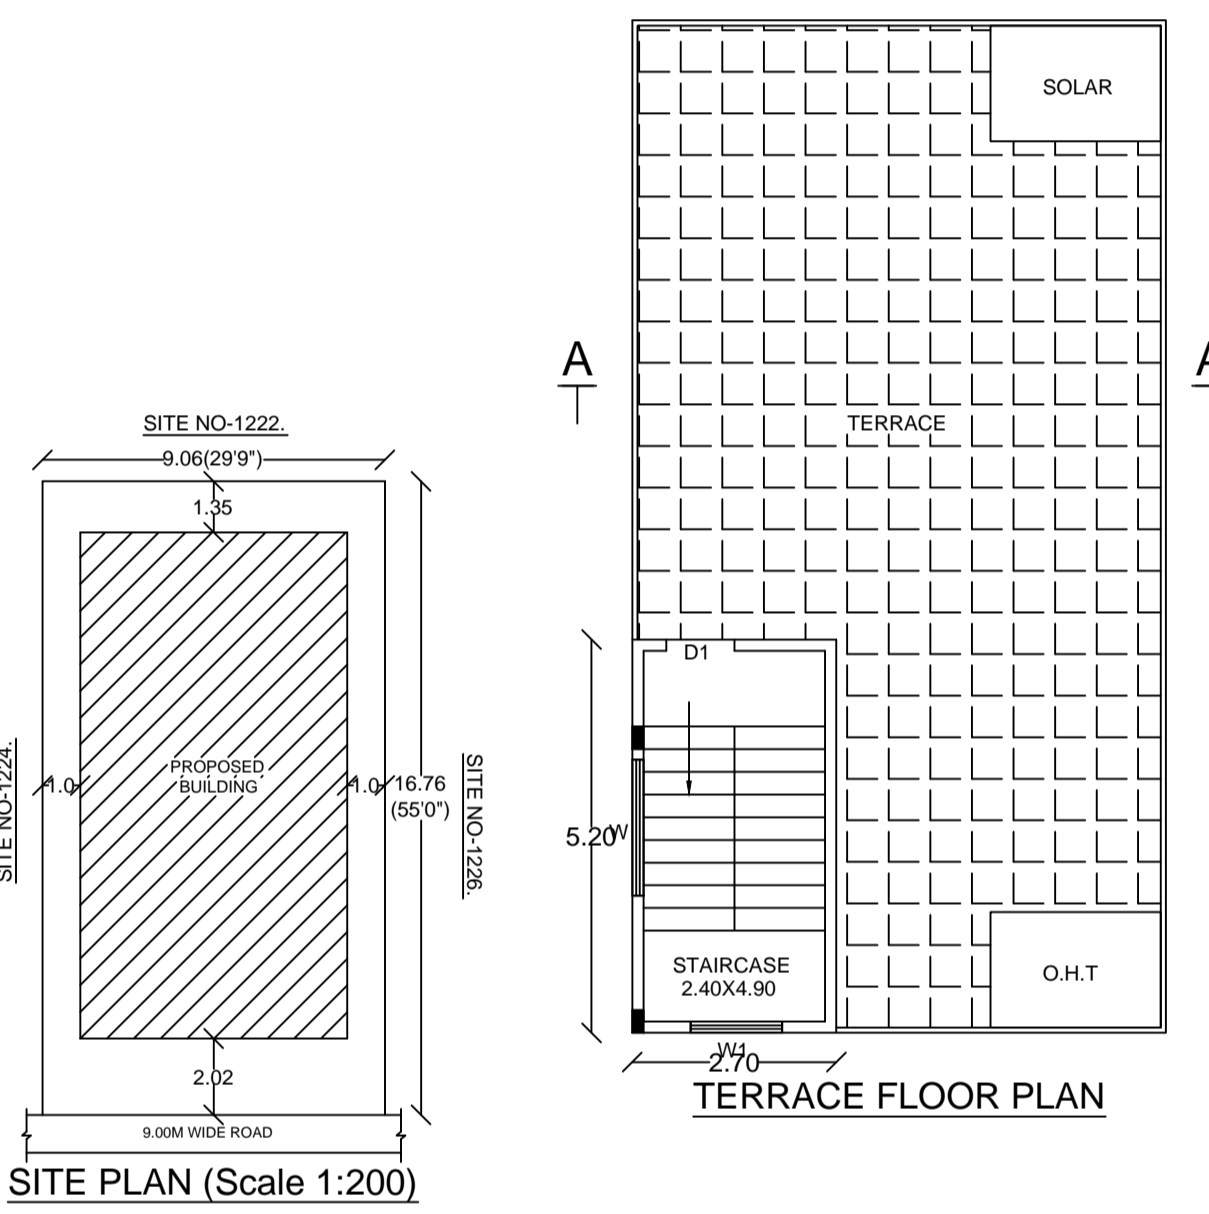 SITE NO-1222.
9.06(29'9")
1.35
PROPOSED
BUILDING
1.0
1.0
16.76
(55'0")
SITE NO-1224.
SITE NO-1226.
2.02
9.00M WIDE ROAD
SITE PLAN (Scale 1:200)
SOLAR
A
A
TERRACE
D1
5.20
W
STAIRCASE
2.40X4.90
O.H.T
W1
2.70
TERRACE FLOOR PLAN